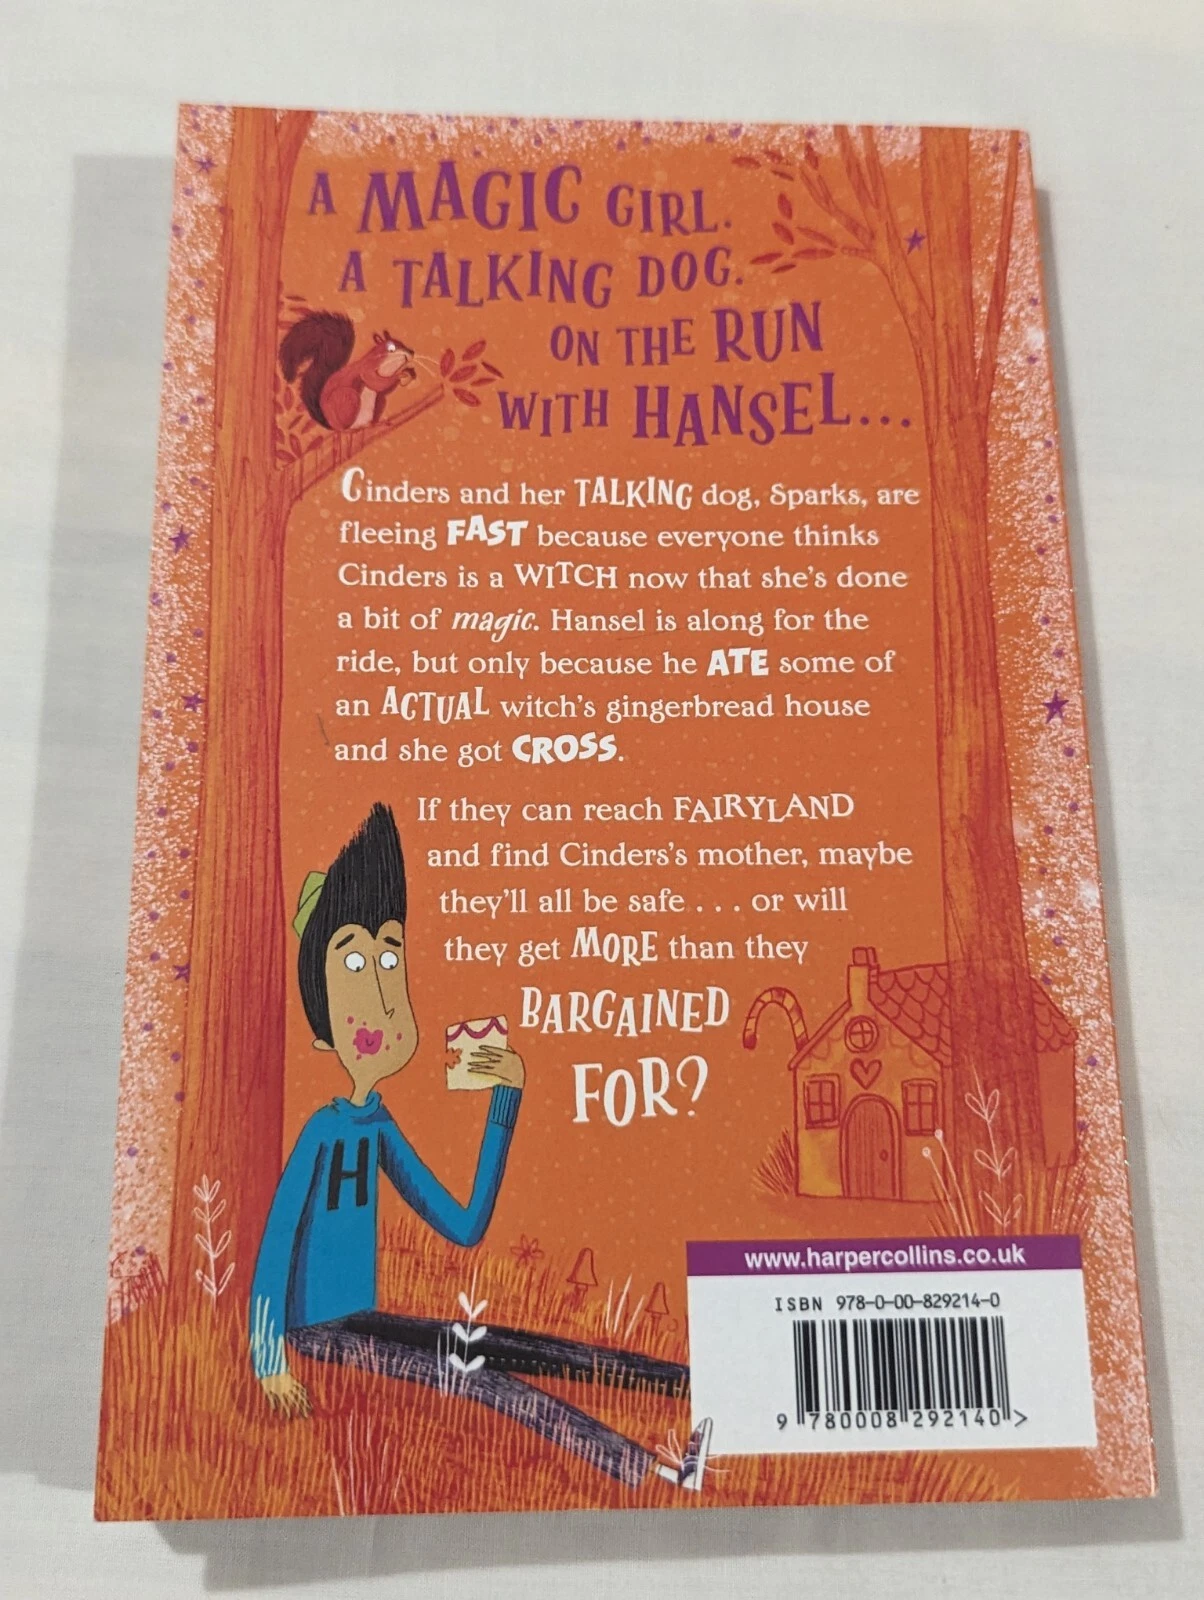 A MAGIC GIRL.
A TALKING DOG.
ON THE RUN
WITH HANSEL...
Cinders and her TALKING dog, Sparks, are
fleeing FAST because everyone thinks
Cinders is a WITCH now that she's done
a bit of magic. Hansel is along for the
ride, but only because he ATE some of
an ACTUAL witch's gingerbread house
and she got CROSS.
If they can reach FAIRYLAND
and find Cinders's mother, maybe
they'll all be safe . . . or will
they get MORE than they
BARGAINED
FOR?
H
www.harpercollins.co.uk
ISBN 978-0-00-829214-0
9 780008 292140 >